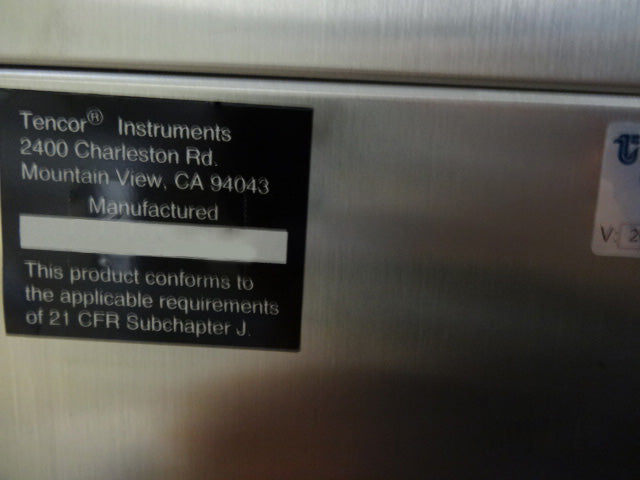 Tencor® Instruments
2400 Charleston Rd.
Mountain View, CA 94043
Manufactured
This product conforms to
the applicable requirements
of 21 CFR Subchapter J.
V: 2